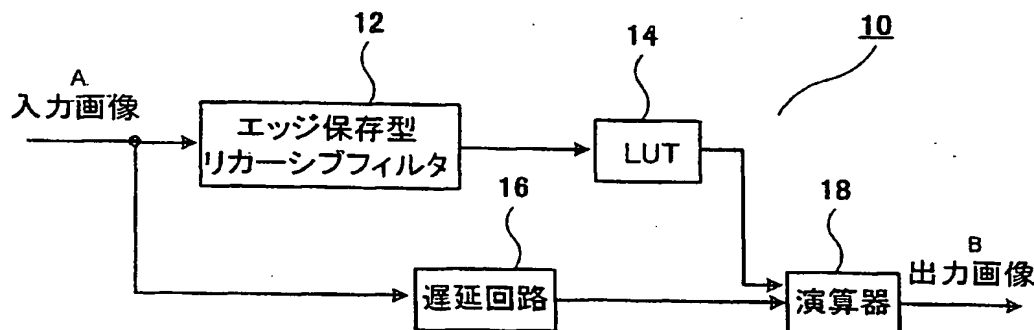 12
14
10
A.
入力画像
エッジ保存型
リカーシブフィルタ
LUT
16
18
遅延回路
演算器
B
出力画像